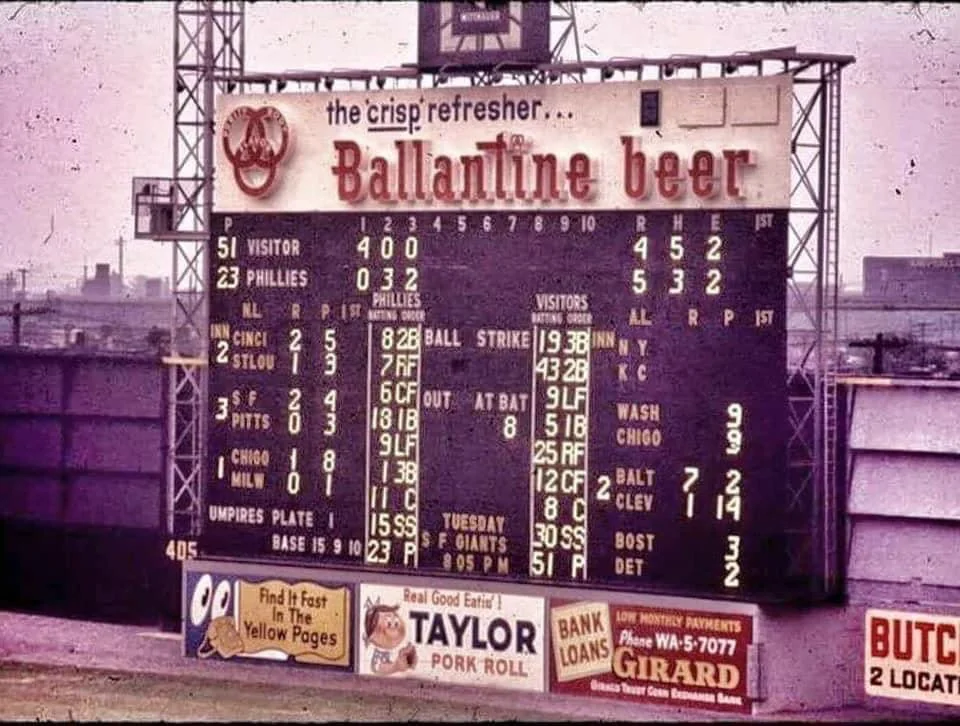 WITTNAUER
the 'crisp' refresher...
Ballantine beer
P 1 2 3 4 5 6 7 8 9 10 R H E 1ST
51 VISITOR 4 0 0 4 5 2
23 PHILLIES 0 3 2 5 3 2
N.L. R P 1ST
INN
2 CINCI 2 5
STLOU 1 3
3 S F 2 4
PITTS 0 3
1 CHIGO 1 8
MILW 0 1
UMPIRES PLATE 1
BASE 15 9 10
PHILLIES
BATTING ORDER
8 2B
7 RF
6 CF
18 1B
9 LF
1 3B
11 C
15 SS
23 P
BALL STRIKE
OUT AT BAT
8
TUESDAY
S F GIANTS
8 05 P M
VISITORS
BATTING ORDER
19 3B
43 2B
9 LF
5 1B
25 RF
12 CF
8 C
30 SS
51 P
A.L. R P 1ST
INN
N Y
K C
WASH 9
CHIGO 9
2 BALT 7 2
CLEV 1 14
BOST 3
DET 2
405
Find It Fast
In The
Yellow Pages
Real Good Eatin'!
TAYLOR
PORK ROLL
BANK
LOANS
LOW MONTHLY PAYMENTS
Phone WA-5-7077
GIRARD
GIRARD TRUST CORN EXCHANGE BANK
BUTC
2 LOCAT